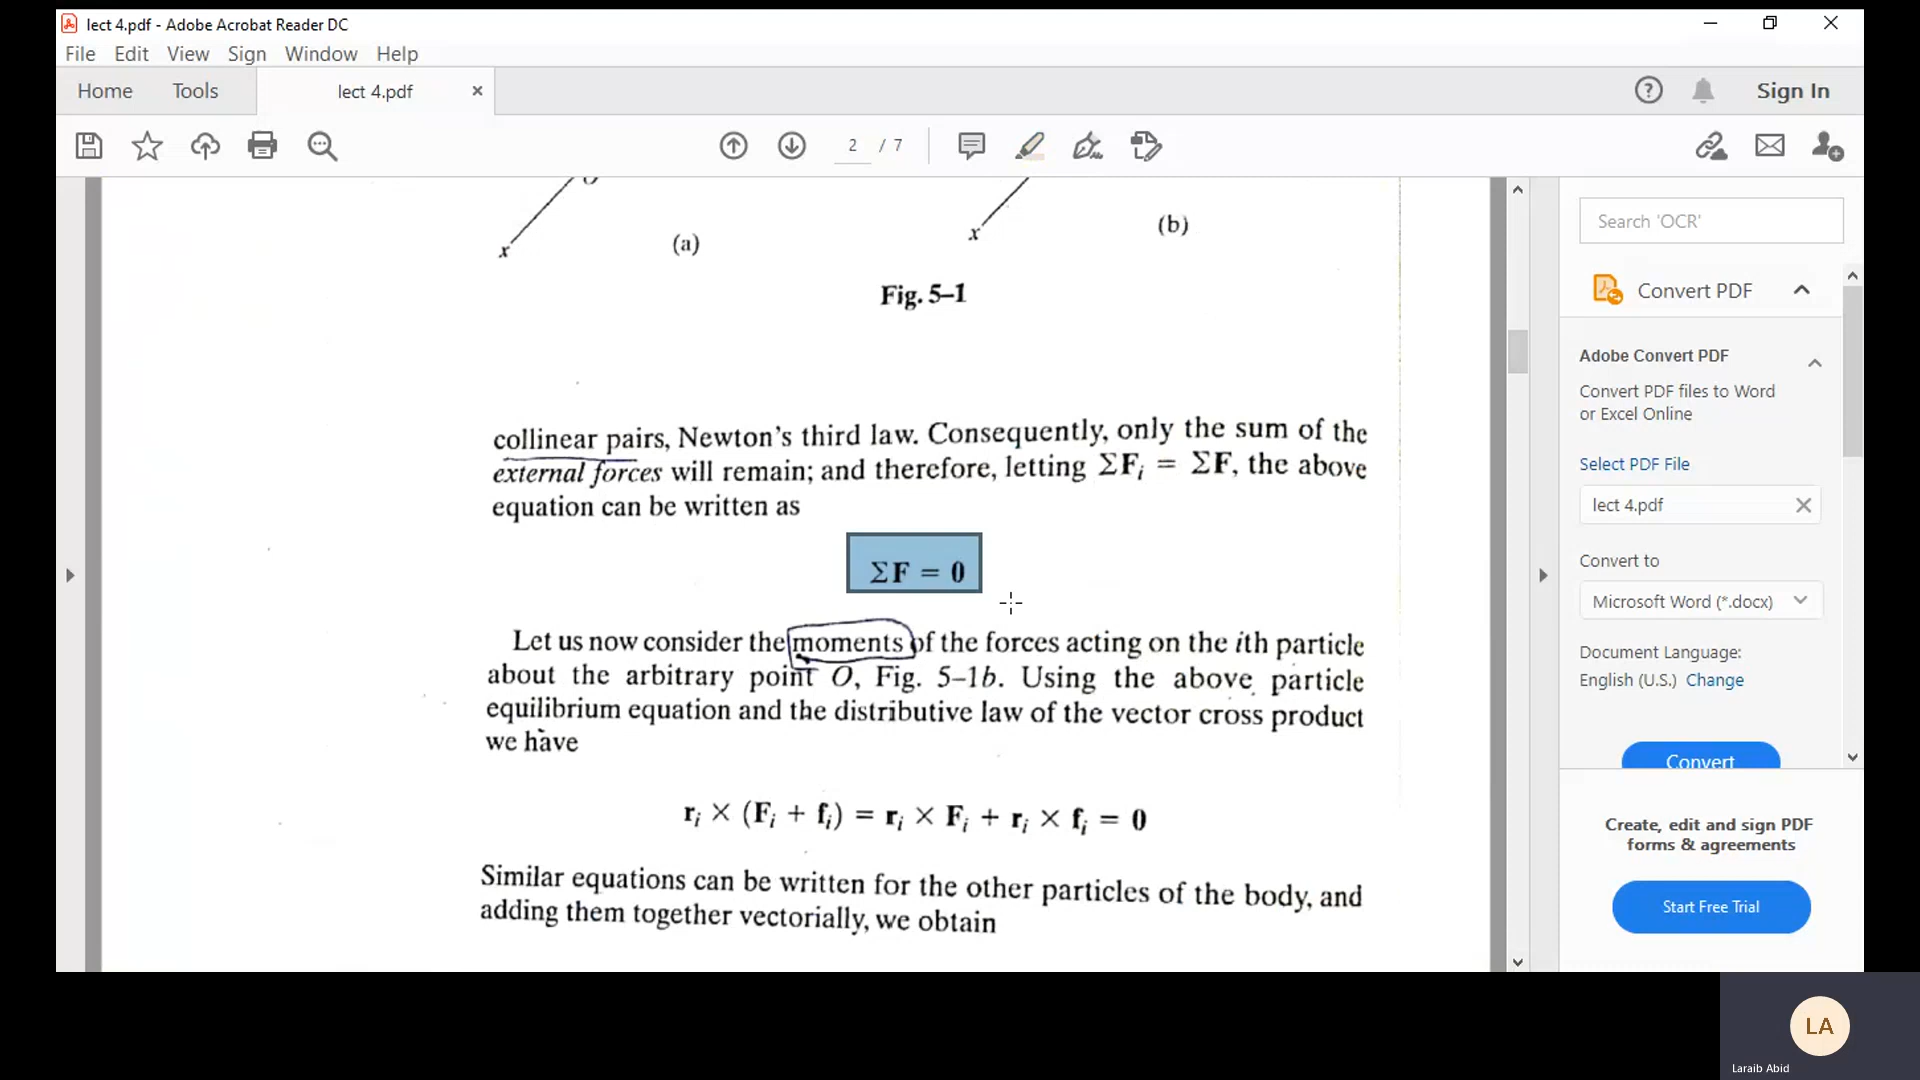 lect 4.pdf - Adobe Acrobat Reader DC
File Edit View Sign Window Help
Home Tools lect 4.pdf × Sign In
2 / 7
x (a) x (b)
Fig. 5–1
collinear pairs, Newton's third law. Consequently, only the sum of the
external forces will remain; and therefore, letting ΣFᵢ = ΣF, the above
equation can be written as
ΣF = 0
Let us now consider the moments of the forces acting on the ith particle
about the arbitrary point O, Fig. 5–1b. Using the above particle
equilibrium equation and the distributive law of the vector cross product
we have
rᵢ × (Fᵢ + fᵢ) = rᵢ × Fᵢ + rᵢ × fᵢ = 0
Similar equations can be written for the other particles of the body, and
adding them together vectorially, we obtain
Search 'OCR'
Convert PDF
Adobe Convert PDF
Convert PDF files to Word
or Excel Online
Select PDF File
lect 4.pdf
Convert to
Microsoft Word (*.docx)
Document Language:
English (U.S.) Change
Convert
Create, edit and sign PDF
forms & agreements
Start Free Trial
LA
Laraib Abid